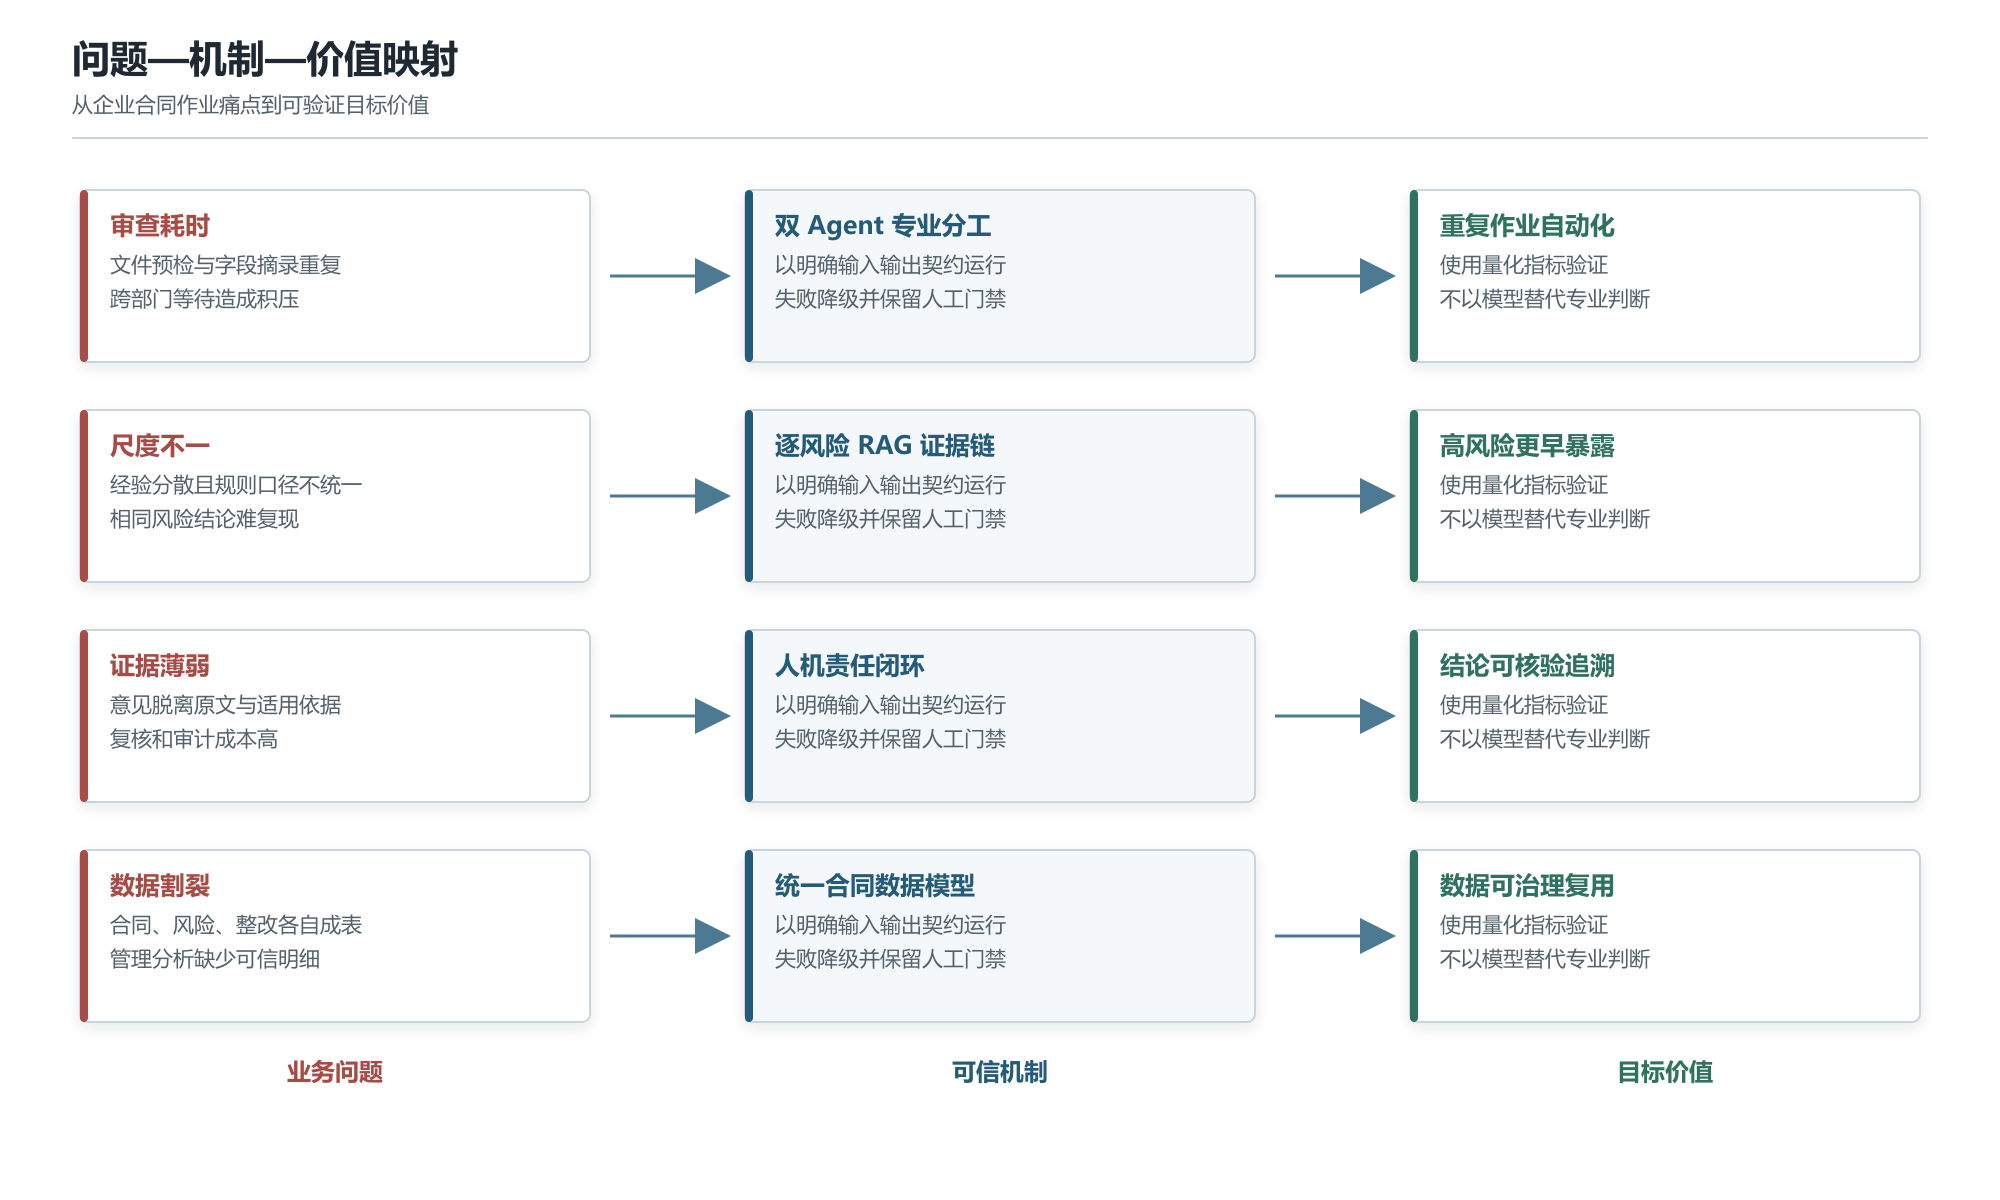 问题—机制—价值映射
从企业合同作业痛点到可验证目标价值
审查耗时
文件预检与字段摘录重复
跨部门等待造成积压
双 Agent 专业分工
以明确输入输出契约运行
失败降级并保留人工门禁
重复作业自动化
使用量化指标验证
不以模型替代专业判断
尺度不一
经验分散且规则口径不统一
相同风险结论难复现
逐风险 RAG 证据链
以明确输入输出契约运行
失败降级并保留人工门禁
高风险更早暴露
使用量化指标验证
不以模型替代专业判断
证据薄弱
意见脱离原文与适用依据
复核和审计成本高
人机责任闭环
以明确输入输出契约运行
失败降级并保留人工门禁
结论可核验追溯
使用量化指标验证
不以模型替代专业判断
数据割裂
合同、风险、整改各自成表
管理分析缺少可信明细
统一合同数据模型
以明确输入输出契约运行
失败降级并保留人工门禁
数据可治理复用
使用量化指标验证
不以模型替代专业判断
业务问题
可信机制
目标价值